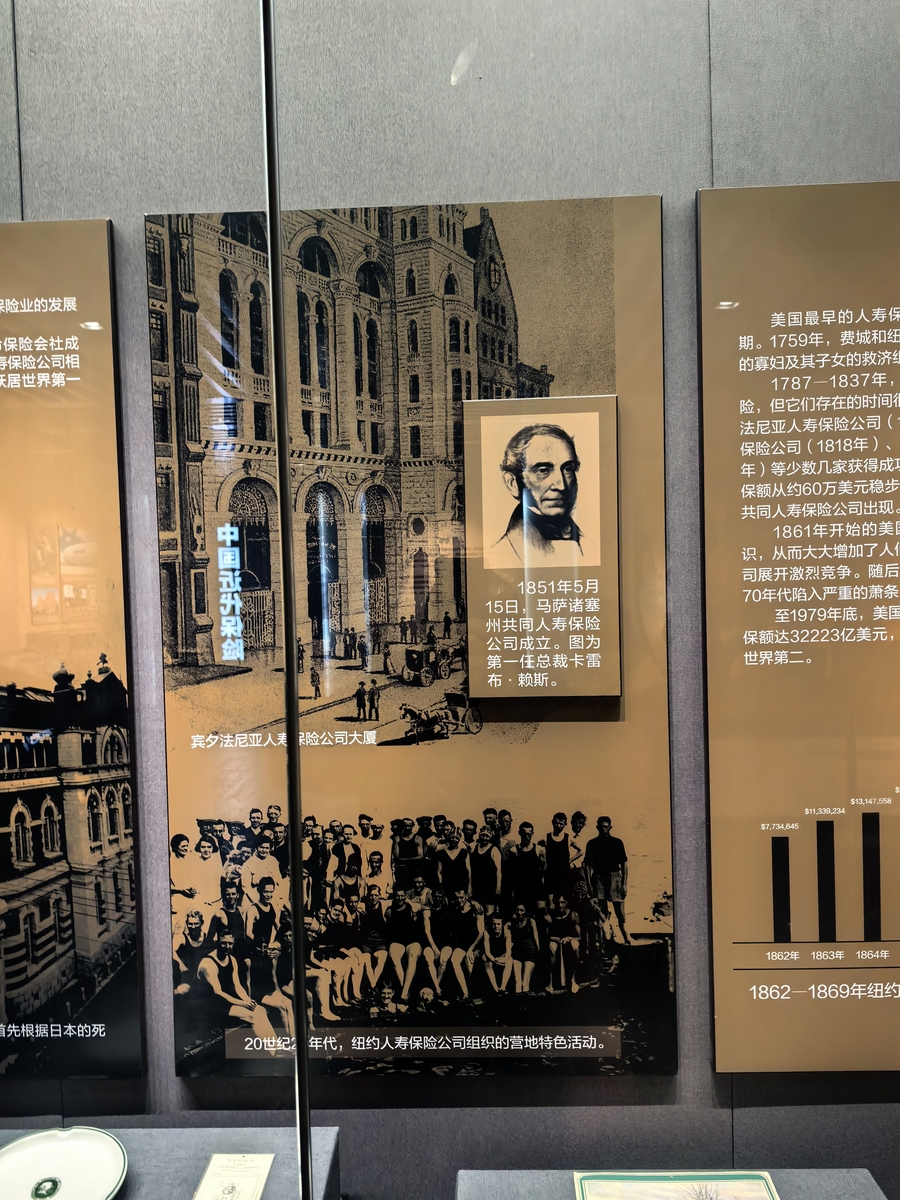 保险业的发展
保险会社成
寿保险公司相
跃居世界第一
首先根据日本的死
中国近代保险
1851年5月
15日，马萨诸塞
州共同人寿保险
公司成立。图为
第一任总裁卡雷
布·赖斯。
宾夕法尼亚人寿保险公司大厦
20世纪2 年代，纽约人寿保险公司组织的营地特色活动。
美国最早的人寿保
期。1759年，费城和纽
的寡妇及其子女的救济
1787—1837年，
险，但它们存在的时间很
法尼亚人寿保险公司（
保险公司（1818年）、
年）等少数几家获得成功
保额从约60万美元稳步
共同人寿保险公司出现。
1861年开始的美国
识，从而大大增加了人们
司展开激烈竞争。随后
70年代陷入严重的萧条
至1979年底，美国
保额达32223亿美元，
世界第二。
$7,734,645
$11,339,234
$13,147,558
1862年
1863年
1864年
1862—1869年纽约